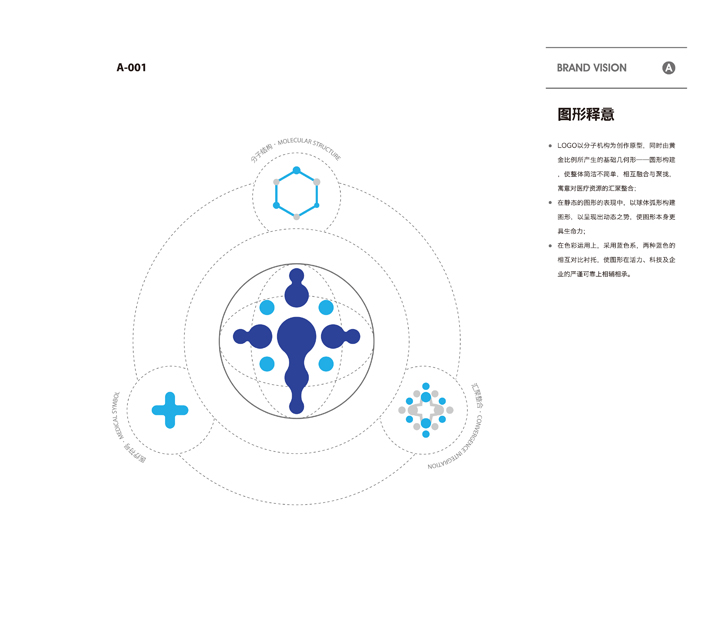 A-001
BRAND VISION
A
图形释意
LOGO以分子机构为创作原型，同时由黄
金比例所产生的基础几何形——圆形构建
，使整体简洁不简单，相互融合与聚拢，
寓意对医疗资源的汇聚整合；
在静态的圆形的表现中，以球体弧形构建
画形，以呈现出动态之势，使图形本身更
具生命力；
在色彩运用上，采用蓝色系，两种蓝色的
相互对比衬托，使图形在活力、科技及企
业的严谨可靠上相辅相承。
分子结构 - MOLECULAR STRUCTURE
医疗符号 - MEDICAL SYMBOL
汇聚整合 - CONVERGENCE INTEGRATION